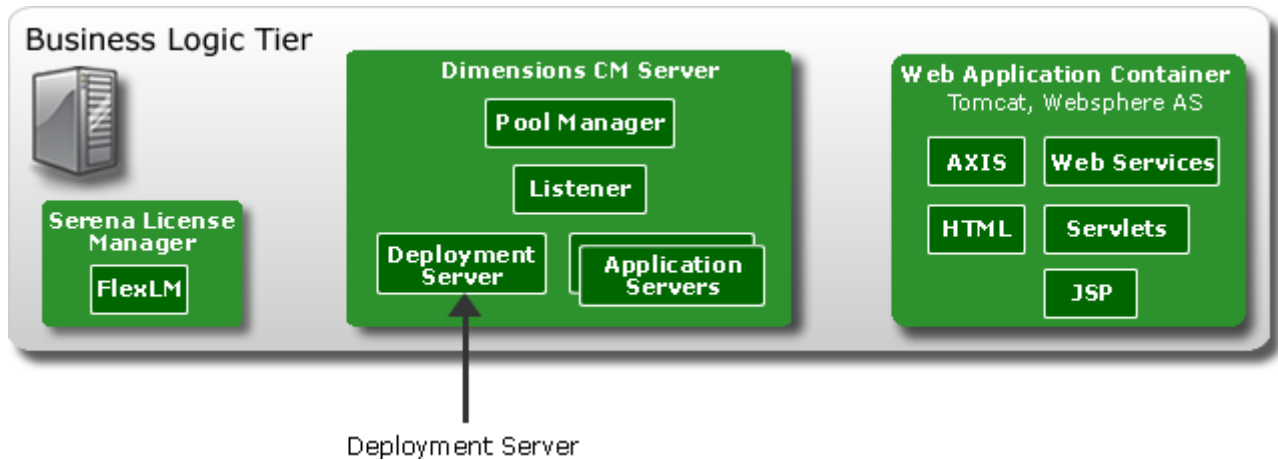 Business Logic Tier
Serena License
Manager
FlexLM
Dimensions CM Server
Pool Manager
Listener
Deployment
Server
Application
Servers
Web Application Container
Tomcat, Websphere AS
AXIS
Web Services
HTML
Servlets
JSP
Deployment Server